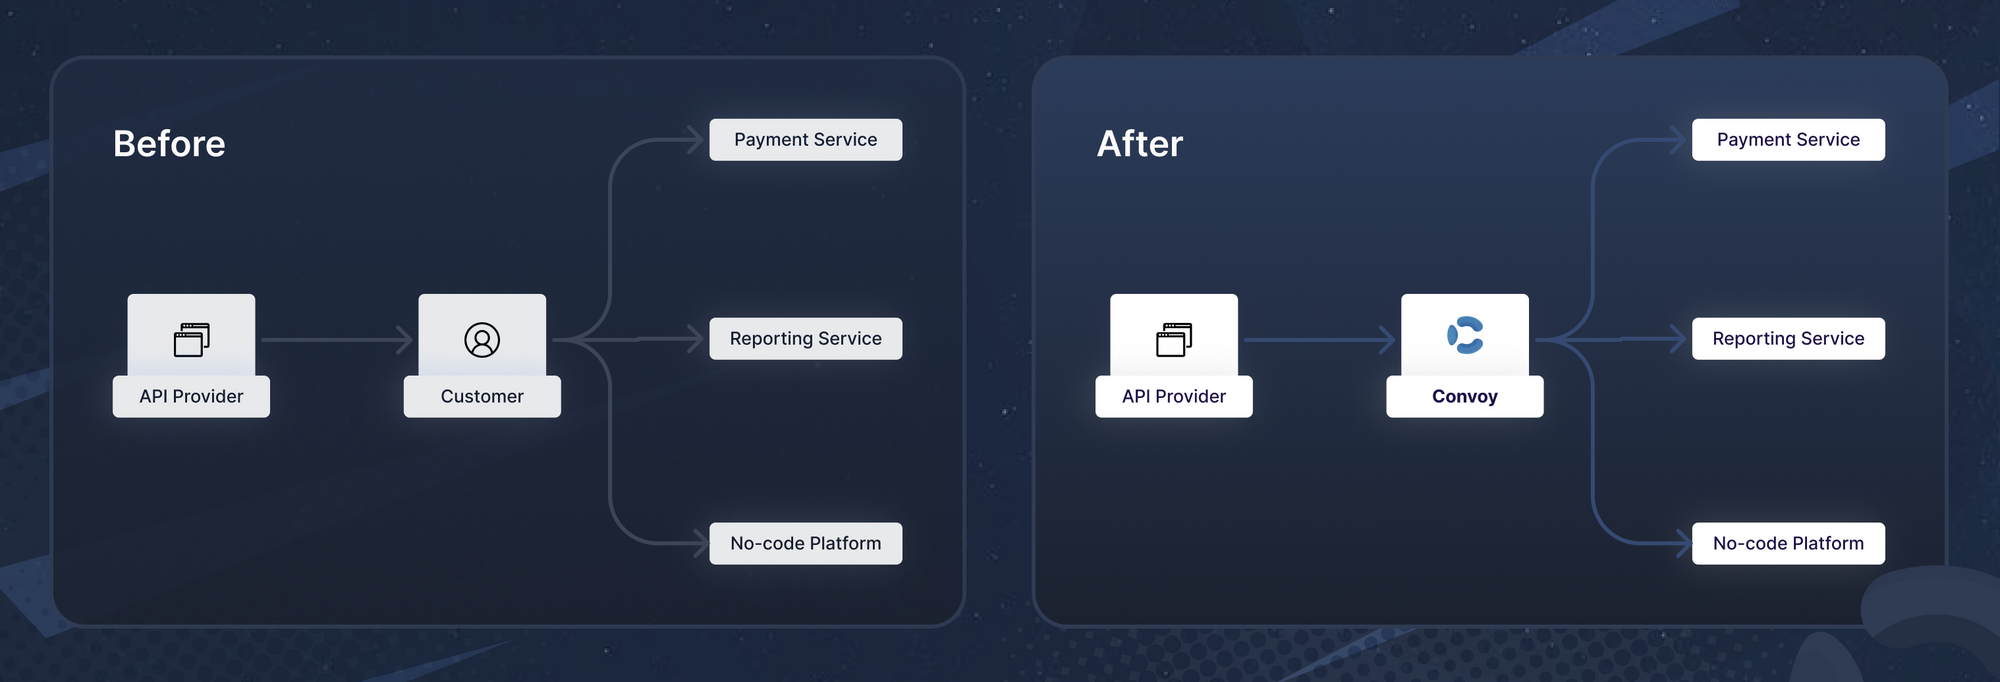 Before
Payment Service
Reporting Service
API Provider
Customer
No-code Platform
After
Payment Service
Reporting Service
API Provider
Convoy
No-code Platform